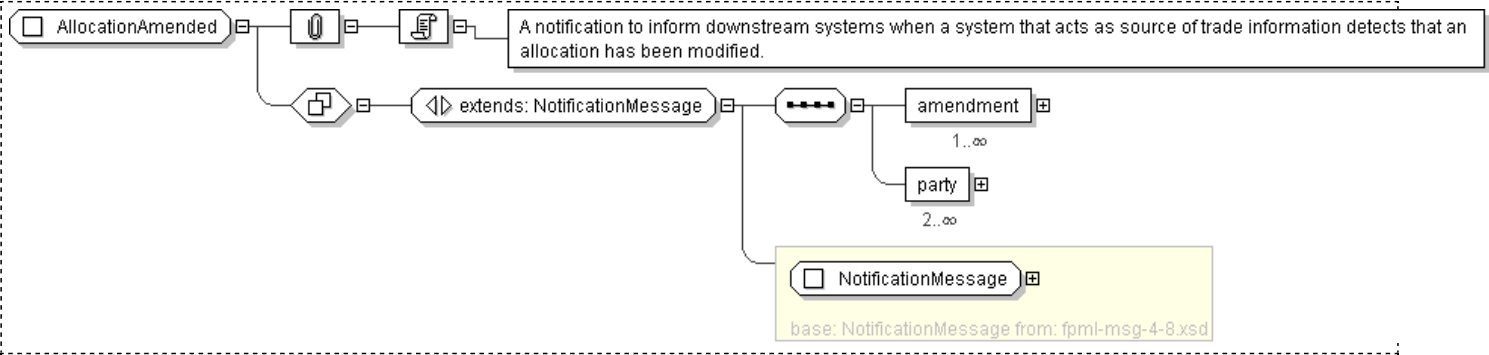 AllocationAmended
A notification to inform downstream systems when a system that acts as source of trade information detects that an
allocation has been modified.
extends: NotificationMessage
amendment
1..∞
party
2..∞
NotificationMessage
base: NotificationMessage from: fpml-msg-4-8.xsd